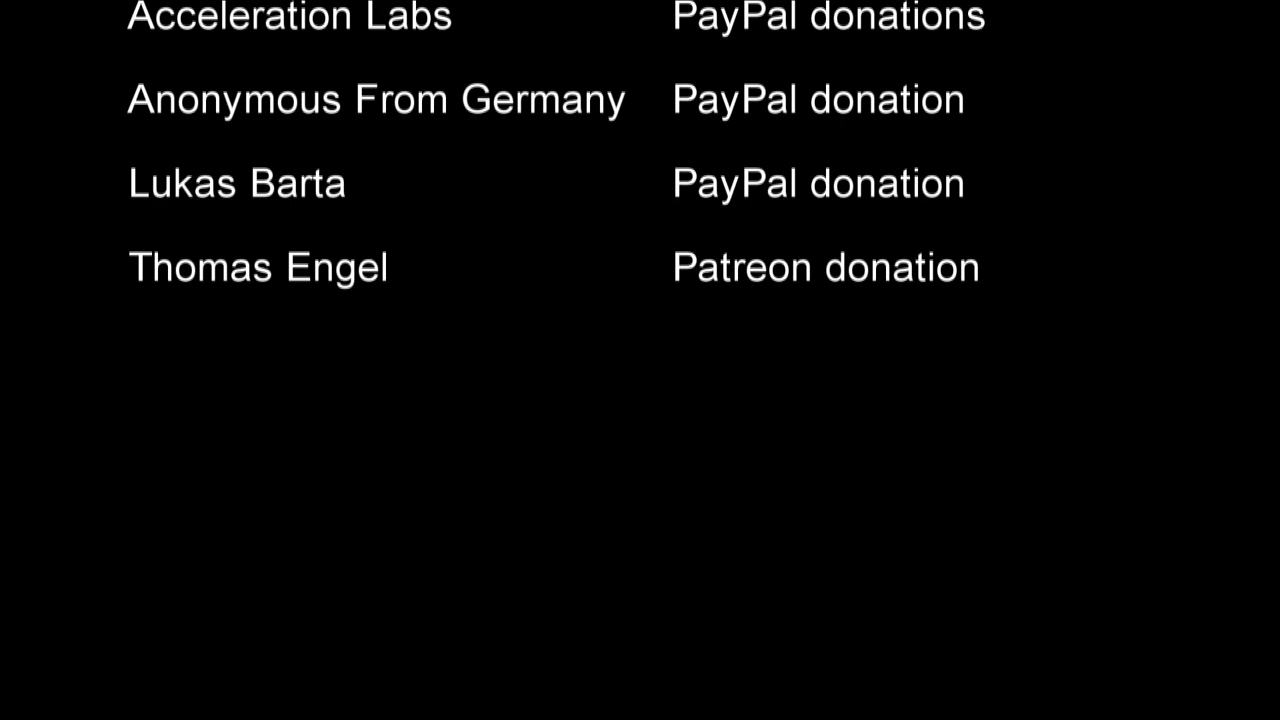 Acceleration Labs PayPal donations
Anonymous From Germany PayPal donation
Lukas Barta PayPal donation
Thomas Engel Patreon donation